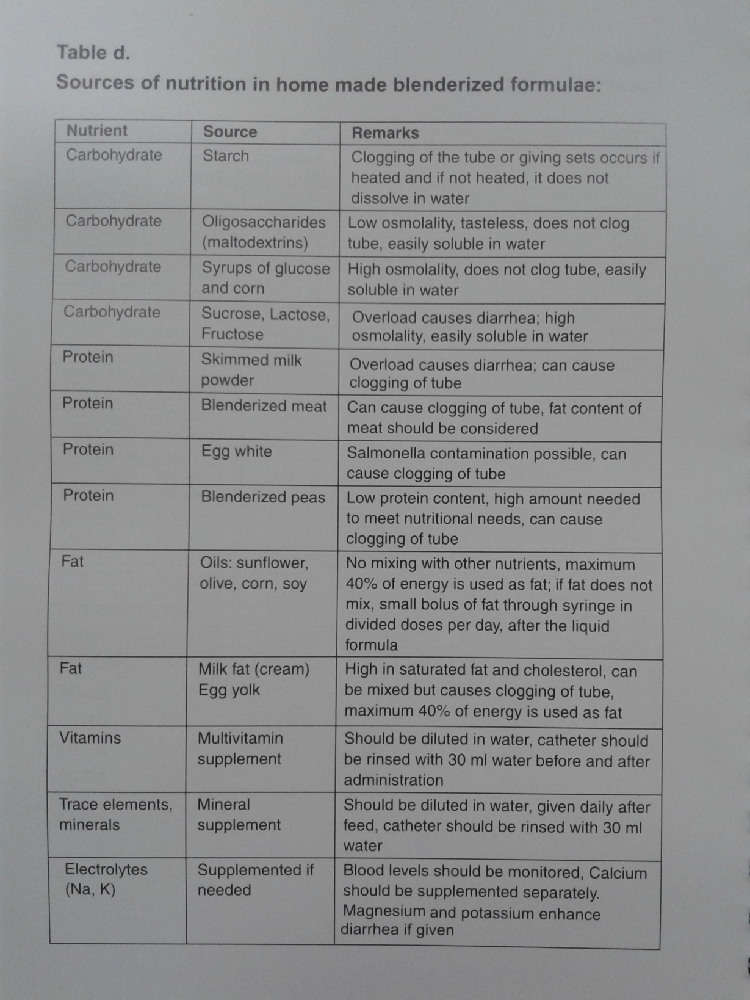 Table d.
Sources of nutrition in home made blenderized formulae:
Nutrient Source Remarks
Carbohydrate Starch Clogging of the tube or giving sets occurs if
heated and if not heated, it does not
dissolve in water
Carbohydrate Oligosaccharides Low osmolality, tasteless, does not clog
(maltodextrins) tube, easily soluble in water
Carbohydrate Syrups of glucose High osmolality, does not clog tube, easily
and corn soluble in water
Carbohydrate Sucrose, Lactose, Overload causes diarrhea; high
Fructose osmolality, easily soluble in water
Protein Skimmed milk Overload causes diarrhea; can cause
powder clogging of tube
Protein Blenderized meat Can cause clogging of tube, fat content of
meat should be considered
Protein Egg white Salmonella contamination possible, can
cause clogging of tube
Protein Blenderized peas Low protein content, high amount needed
to meet nutritional needs, can cause
clogging of tube
Fat Oils: sunflower, No mixing with other nutrients, maximum
olive, corn, soy 40% of energy is used as fat; if fat does not
mix, small bolus of fat through syringe in
divided doses per day, after the liquid
formula
Fat Milk fat (cream) High in saturated fat and cholesterol, can
Egg yolk be mixed but causes clogging of tube,
maximum 40% of energy is used as fat
Vitamins Multivitamin Should be diluted in water, catheter should
supplement be rinsed with 30 ml water before and after
administration
Trace elements, Mineral Should be diluted in water, given daily after
minerals supplement feed, catheter should be rinsed with 30 ml
water
Electrolytes Supplemented if Blood levels should be monitored, Calcium
(Na, K) needed should be supplemented separately.
Magnesium and potassium enhance
diarrhea if given